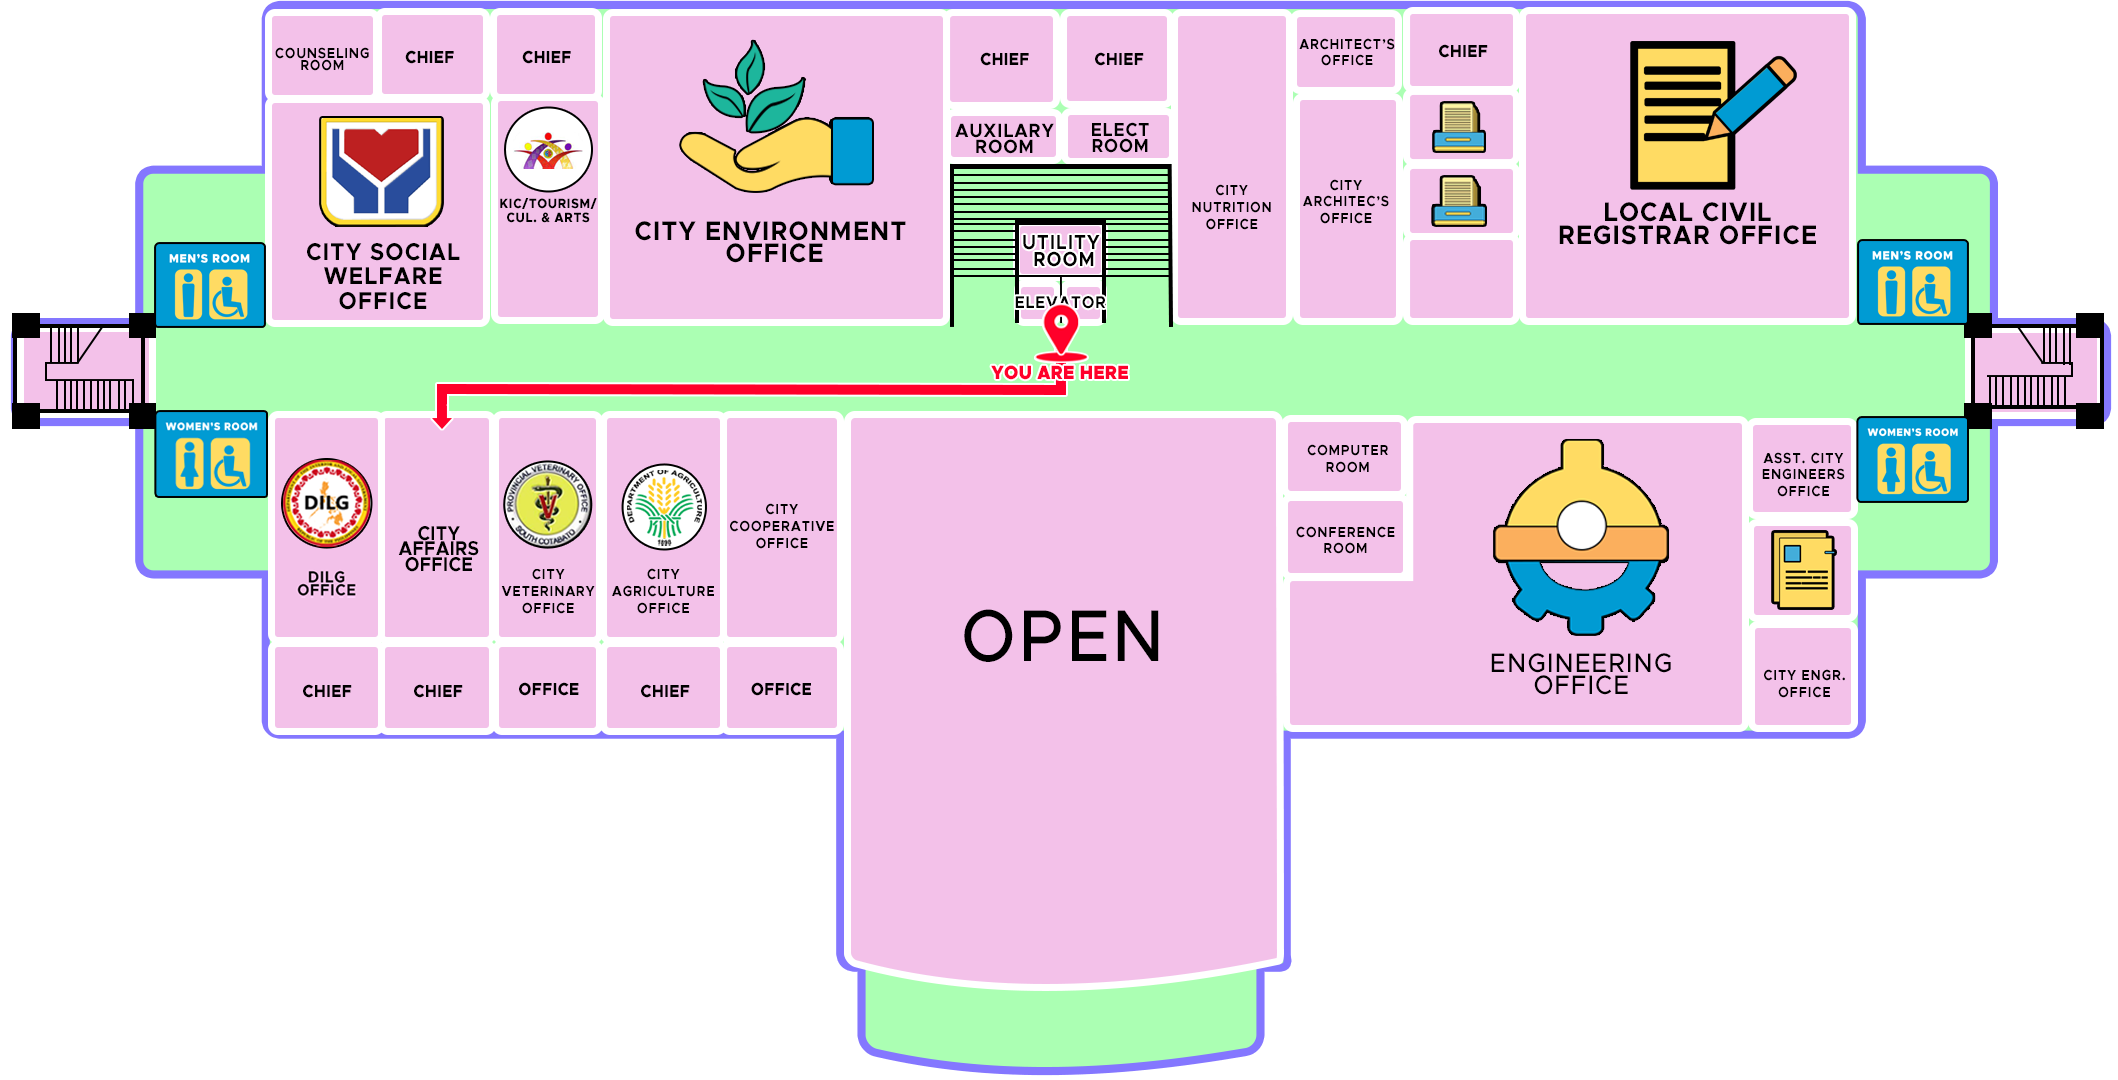 COUNSELING
ROOM
CHIEF
CHIEF
CITY SOCIAL
WELFARE
OFFICE
KIC/TOURISM/
CUL. & ARTS
CITY ENVIRONMENT
OFFICE
CHIEF
CHIEF
AUXILARY
ROOM
ELECT
ROOM
UTILITY
ROOM
ELEVATOR
YOU ARE HERE
CITY
NUTRITION
OFFICE
ARCHITECT'S
OFFICE
CITY
ARCHITEC'S
OFFICE
CHIEF
LOCAL CIVIL
REGISTRAR OFFICE
MEN'S ROOM
MEN'S ROOM
WOMEN'S ROOM
WOMEN'S ROOM
DILG
DILG
OFFICE
CITY
AFFAIRS
OFFICE
PROVINCIAL VETERINARY OFFICE
V
SOUTH COTABATO
CITY
VETERINARY
OFFICE
DEPARTMENT OF AGRICULTURE
1899
CITY
AGRICULTURE
OFFICE
CITY
COOPERATIVE
OFFICE
CHIEF
CHIEF
OFFICE
CHIEF
OFFICE
OPEN
COMPUTER
ROOM
CONFERENCE
ROOM
ENGINEERING
OFFICE
ASST. CITY
ENGINEERS
OFFICE
CITY ENGR.
OFFICE